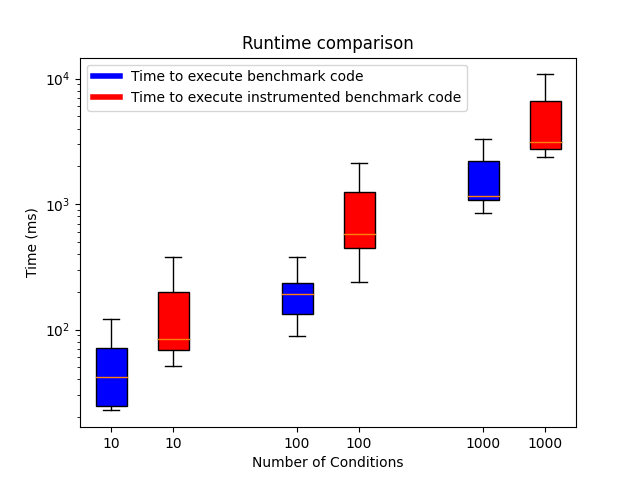 Runtime comparison
Time to execute benchmark code
Time to execute instrumented benchmark code
10⁴
10³
10²
Time (ms)
10 10 100 100 1000 1000
Number of Conditions